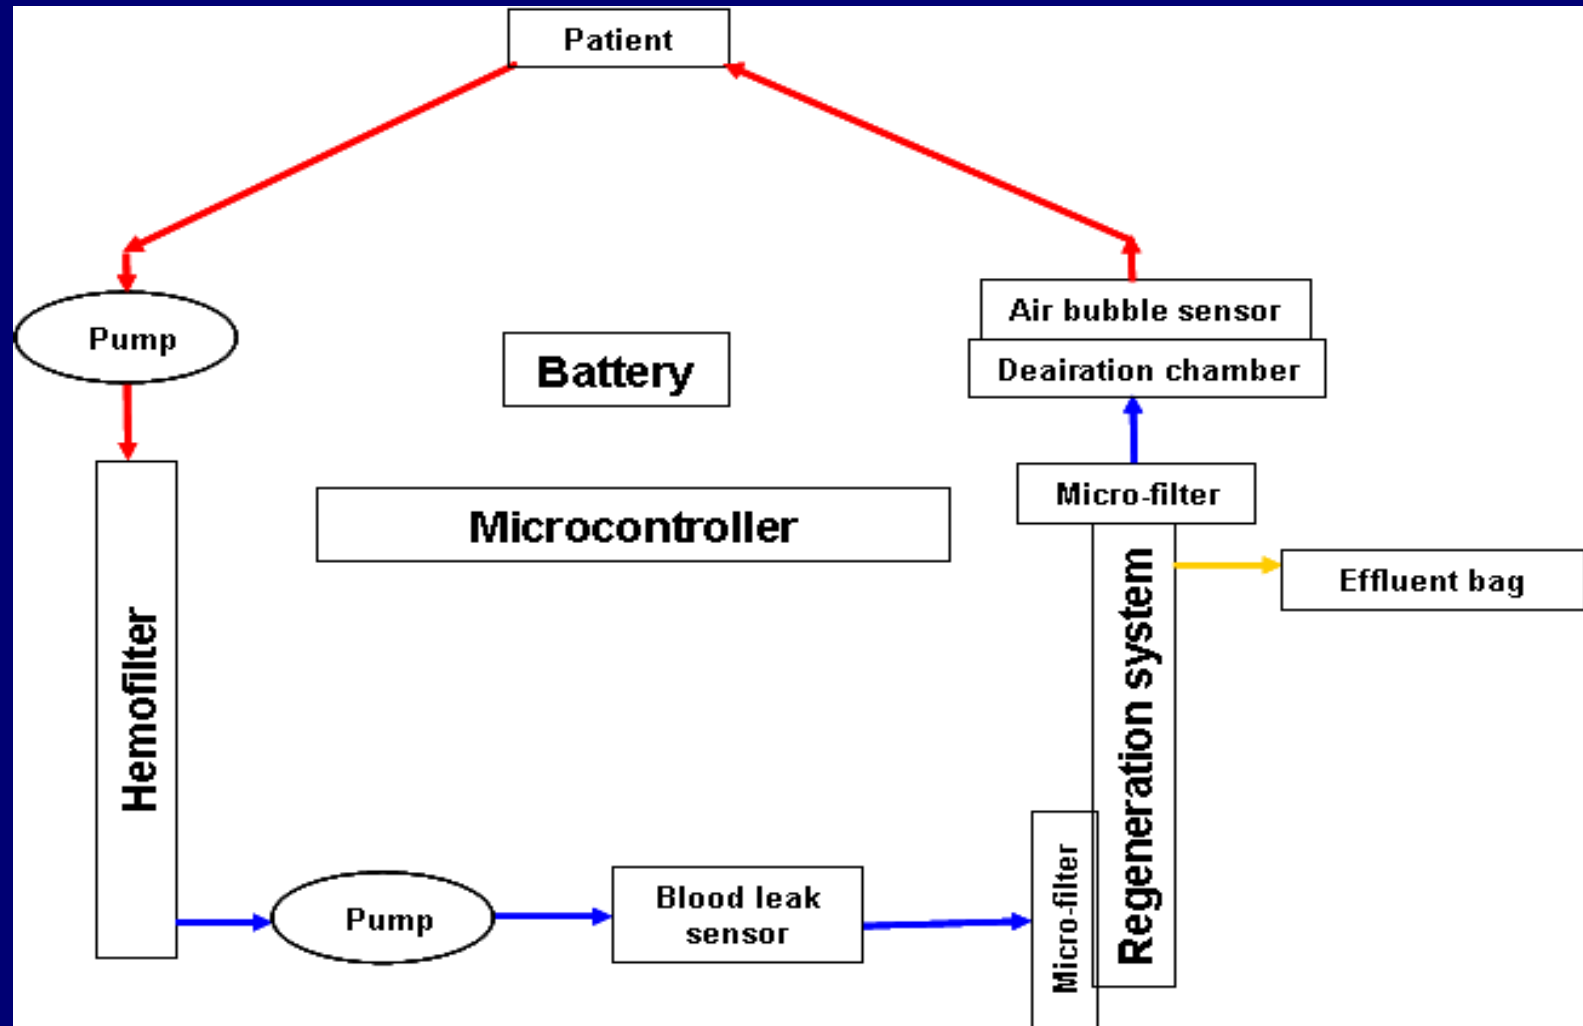 Patient
Air bubble sensor
Pump
Battery
Deairation chamber
Micro-filter
Microcontroller
Effluent bag
Hemofilter
Regeneration system
Pump
Blood leak
sensor
Micro-filter